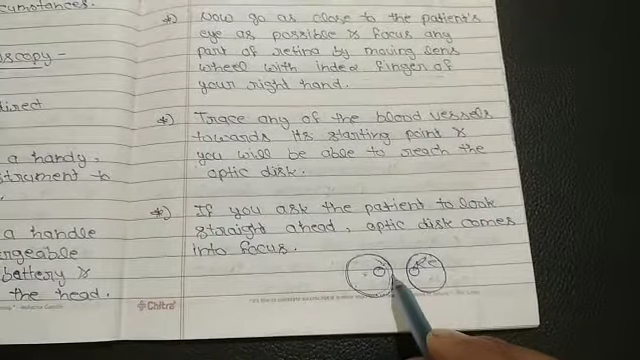 cumstances.
scopy -
direct
a handy.
strument to
a handle
rgeable
battery &
the head.
*) Now go as close to the patient's
eye as possible & focus any
part of retina by moving lens
wheel with index finger of
your right hand.
*) Trace any of the blood vessels
towards its starting point &
you will be able to reach the
optic disk.
*) If you ask the patient to look
straight ahead, optic disk comes
into focus.
RE
Chitra